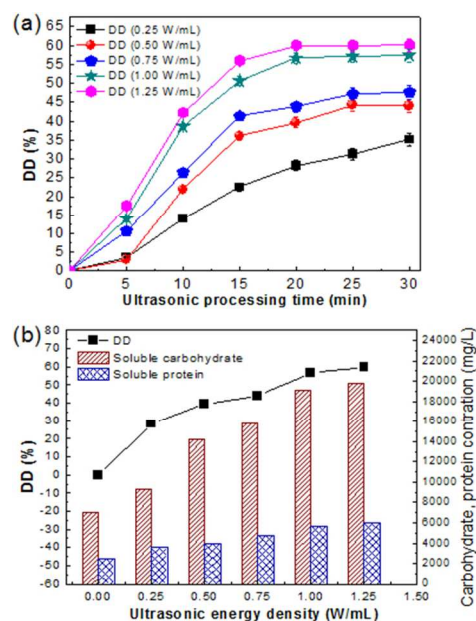 (a)
65
60
55
50
45
40
35
30
25
20
15
10
5
0
DD (%)
DD (0.25 W/mL)
DD (0.50 W/mL)
DD (0.75 W/mL)
DD (1.00 W/mL)
DD (1.25 W/mL)
0 5 10 15 20 25 30
Ultrasonic processing time (min)
(b)
80
70
60
50
40
30
20
10
0
-10
-20
-30
-40
-50
-60
DD (%)
DD
Soluble carbohydrate
Soluble protein
24000
22000
20000
18000
16000
14000
12000
10000
8000
6000
4000
2000
0
Carbohydrate, protein contration (mg/L)
0.00 0.25 0.50 0.75 1.00 1.25 1.50
Ultrasonic energy density (W/mL)